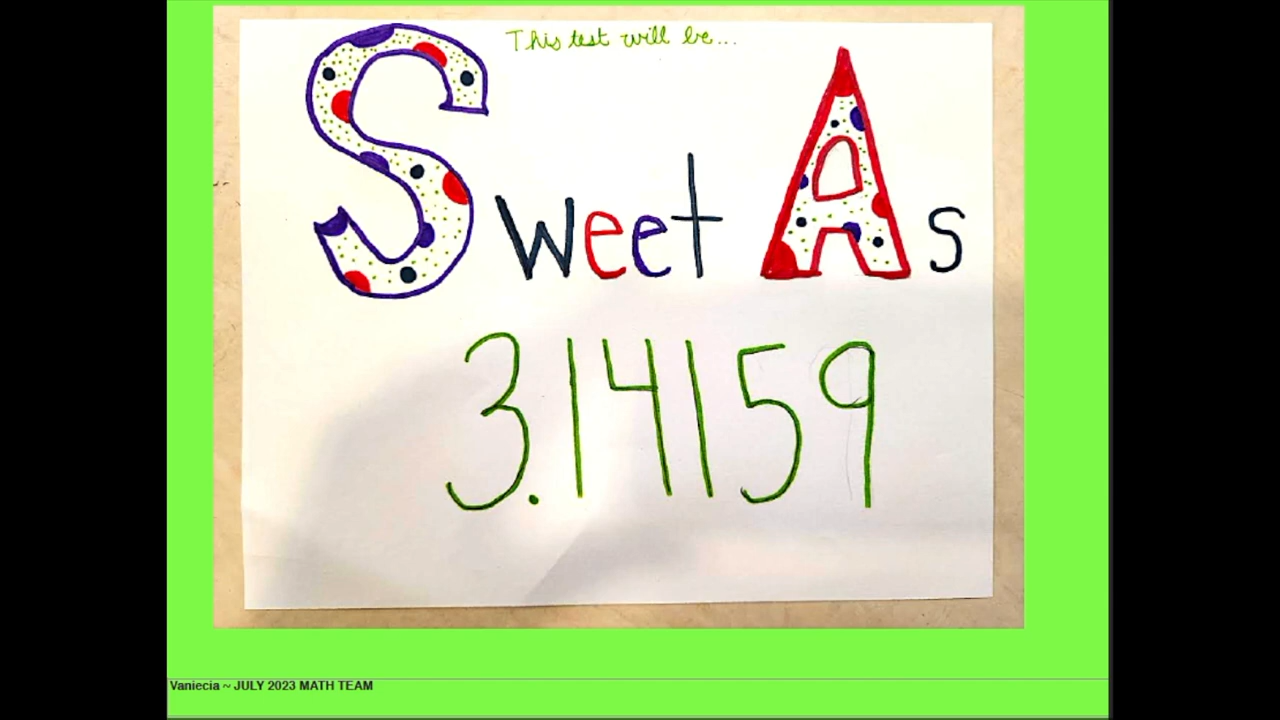 This test will be...
Sweet As
3.14159
Vaniecia ~ JULY 2023 MATH TEAM